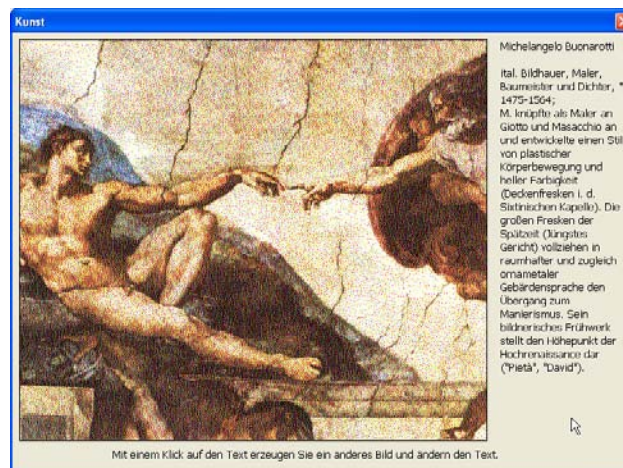 Kunst
Michelangelo Buonarotti
ital. Bildhauer, Maler,
Baumeister und Dichter, *
1475-1564;
M. knüpfte als Maler an
Giotto und Masacchio an
und entwickelte einen Stil
von plastischer
Körperbewegung und
heller Farbigkeit
(Deckenfresken i. d.
Sixtinischen Kapelle). Die
großen Fresken der
Spätzeit (Jüngstes
Gericht) vollziehen in
raumhafter und zugleich
ornametaler
Gebärdensprache den
Übergang zum
Manierismus. Sein
bildnerisches Frühwerk
stellt den Höhepunkt der
Hochrenaissance dar
("Pietà", "David").
Mit einem Klick auf den Text erzeugen Sie ein anderes Bild und ändern den Text.